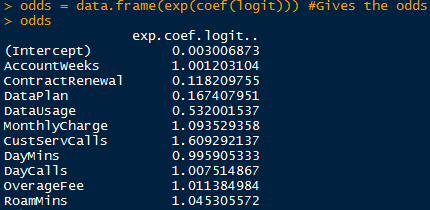 > odds = data.frame(exp(coef(logit))) #Gives the odds
> odds
exp.coef.logit..
(Intercept) 0.003006873
AccountWeeks 1.001203104
ContractRenewal 0.118209755
DataPlan 0.167407951
DataUsage 0.532001537
MonthlyCharge 1.093529358
CustServCalls 1.609292137
DayMins 0.995905333
DayCalls 1.007514867
OverageFee 1.011384984
RoamMins 1.045305572